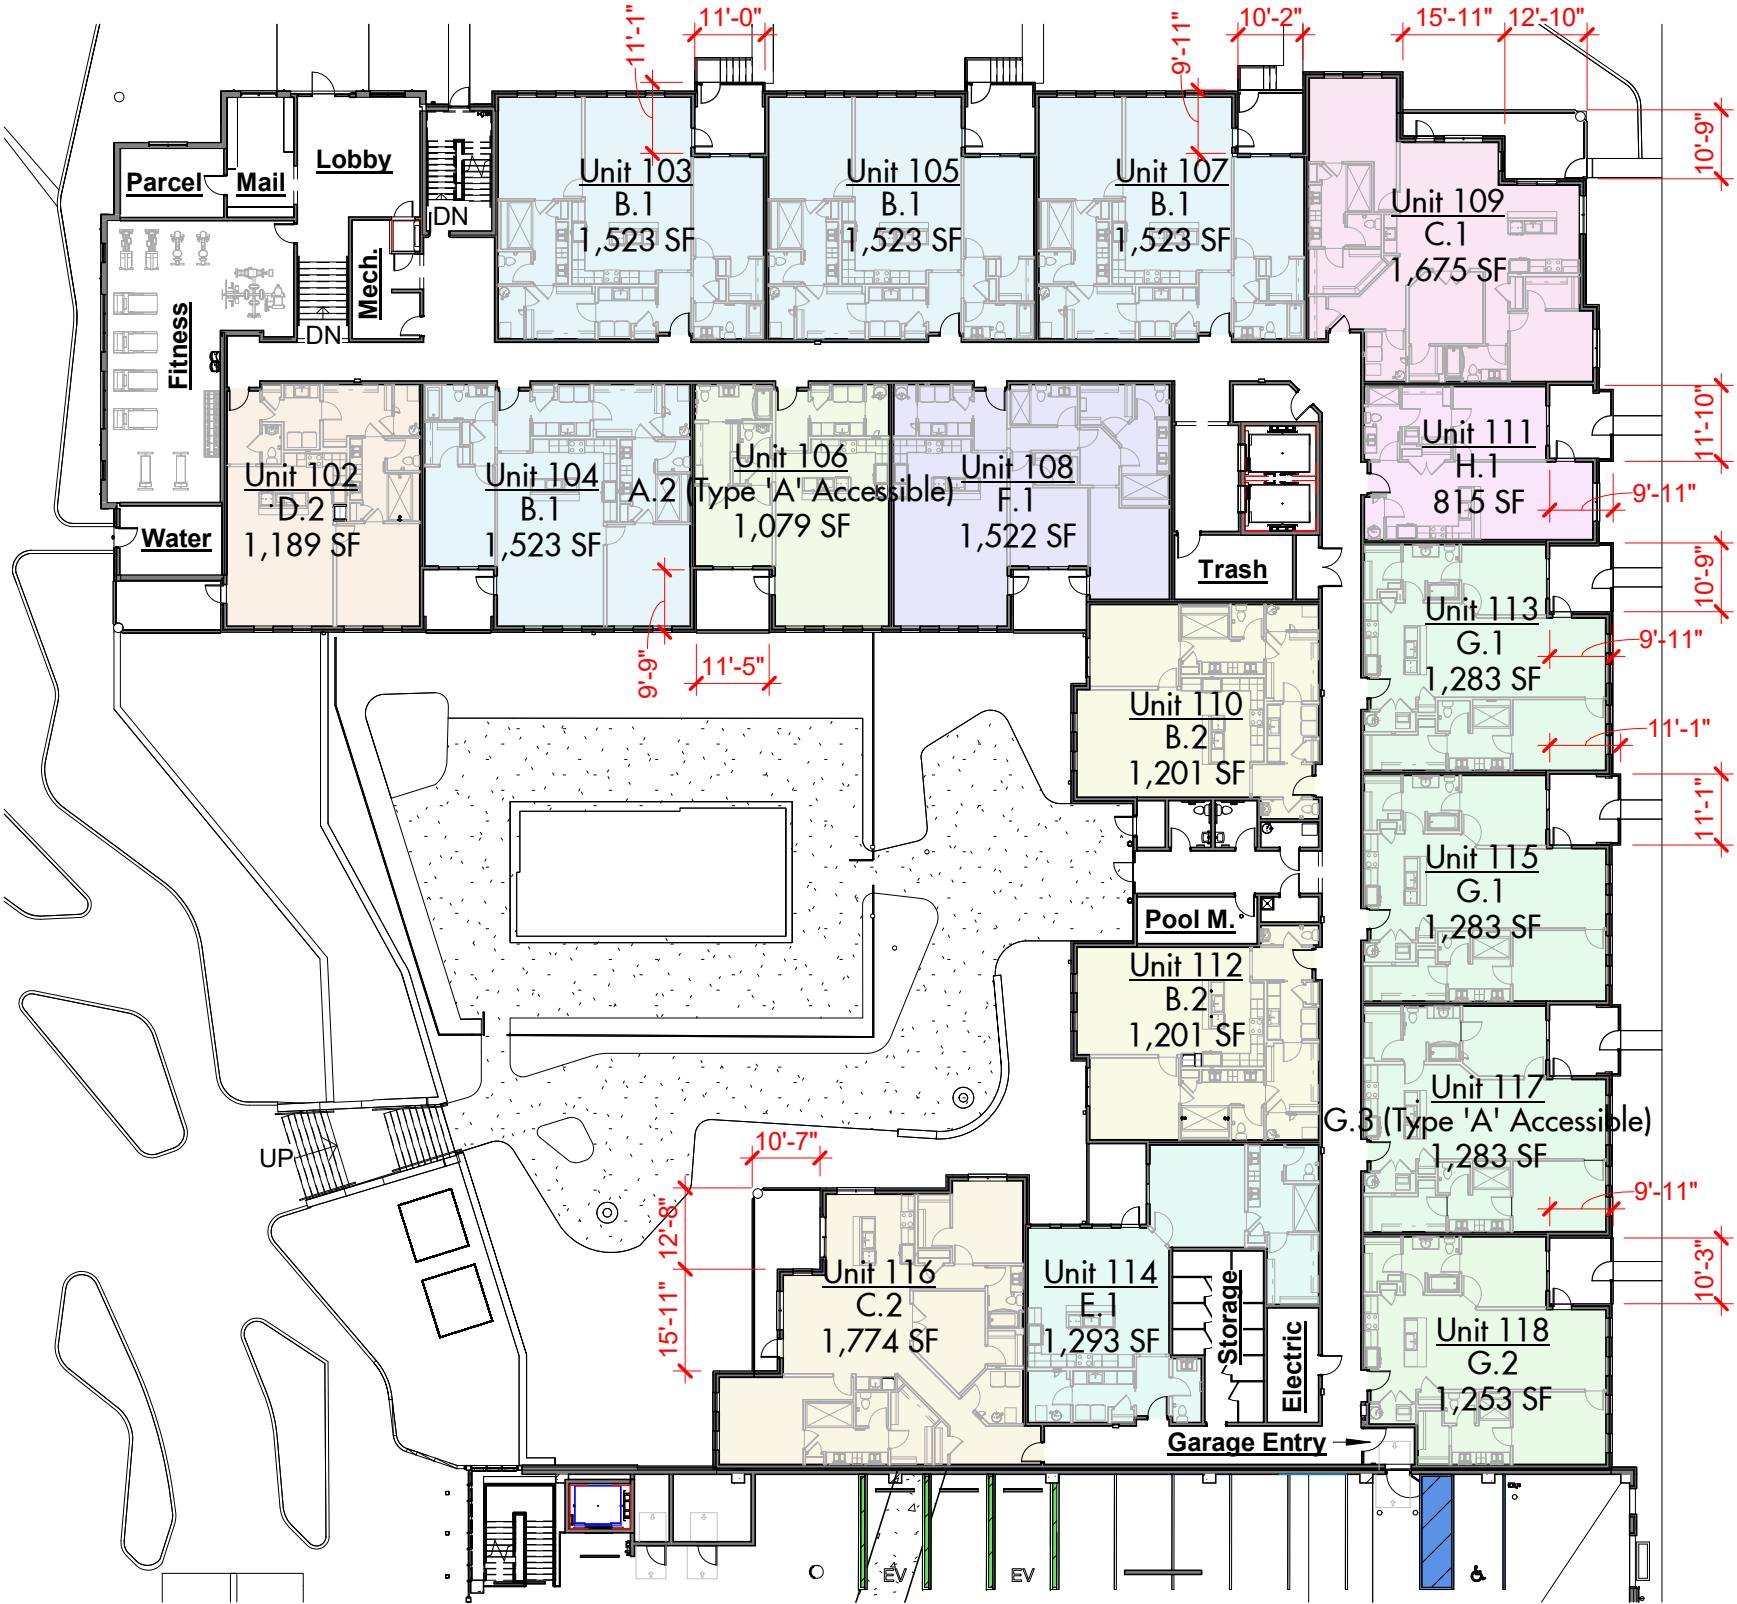 11'-1"
11'-0"
9'-11"
10'-2"
15'-11"
12'-10"
10'-9"
Parcel
Mail
Lobby
DN
Mech.
Fitness
DN
Water
Unit 103
B.1
1,523 SF
Unit 105
B.1
1,523 SF
Unit 107
B.1
1,523 SF
Unit 109
C.1
1,675 SF
Unit 102
D.2
1,189 SF
Unit 104
B.1
1,523 SF
Unit 106
A.2 (Type 'A' Accessible)
1,079 SF
Unit 108
F.1
1,522 SF
Unit 111
H.1
815 SF
11'-10"
9'-11"
Trash
9'-9"
11'-5"
Unit 113
G.1
1,283 SF
10'-9"
9'-11"
11'-1"
Unit 110
B.2
1,201 SF
Unit 115
G.1
1,283 SF
11'-1"
Pool M.
Unit 112
B.2
1,201 SF
Unit 117
G.3 (Type 'A' Accessible)
1,283 SF
9'-11"
UP
10'-7"
12'-8"
15'-11"
Unit 116
C.2
1,774 SF
Unit 114
E.1
1,293 SF
Storage
Electric
Unit 118
G.2
1,253 SF
10'-3"
Garage Entry
EV
EV